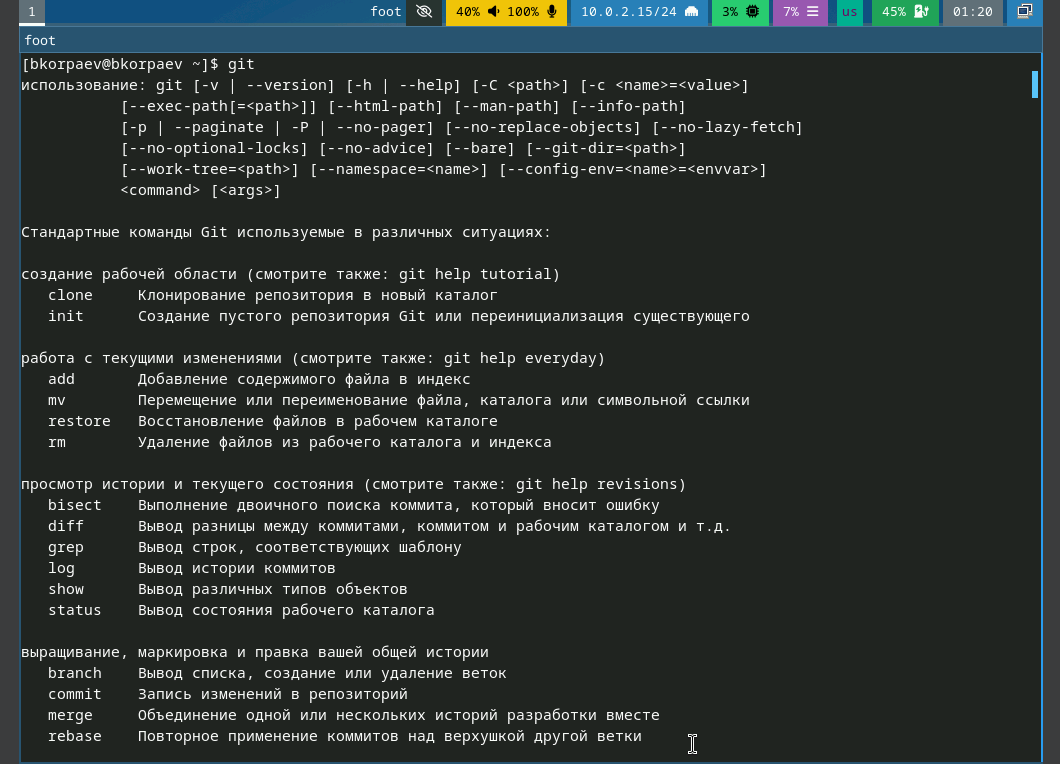 1 foot 40% 100% 10.0.2.15/24 3% 7% us 45% 01:20
foot
[bkorpaev@bkorpaev ~]$ git
использование: git [-v | --version] [-h | --help] [-C <path>] [-c <name>=<value>]
[--exec-path[=<path>]] [--html-path] [--man-path] [--info-path]
[-p | --paginate | -P | --no-pager] [--no-replace-objects] [--no-lazy-fetch]
[--no-optional-locks] [--no-advice] [--bare] [--git-dir=<path>]
[--work-tree=<path>] [--namespace=<name>] [--config-env=<name>=<envvar>]
<command> [<args>]
Стандартные команды Git используемые в различных ситуациях:
создание рабочей области (смотрите также: git help tutorial)
clone Клонирование репозитория в новый каталог
init Создание пустого репозитория Git или переинициализация существующего
работа с текущими изменениями (смотрите также: git help everyday)
add Добавление содержимого файла в индекс
mv Перемещение или переименование файла, каталога или символьной ссылки
restore Восстановление файлов в рабочем каталоге
rm Удаление файлов из рабочего каталога и индекса
просмотр истории и текущего состояния (смотрите также: git help revisions)
bisect Выполнение двоичного поиска коммита, который вносит ошибку
diff Вывод разницы между коммитами, коммитом и рабочим каталогом и т.д.
grep Вывод строк, соответствующих шаблону
log Вывод истории коммитов
show Вывод различных типов объектов
status Вывод состояния рабочего каталога
выращивание, маркировка и правка вашей общей истории
branch Вывод списка, создание или удаление веток
commit Запись изменений в репозиторий
merge Объединение одной или нескольких историй разработки вместе
rebase Повторное применение коммитов над верхушкой другой ветки